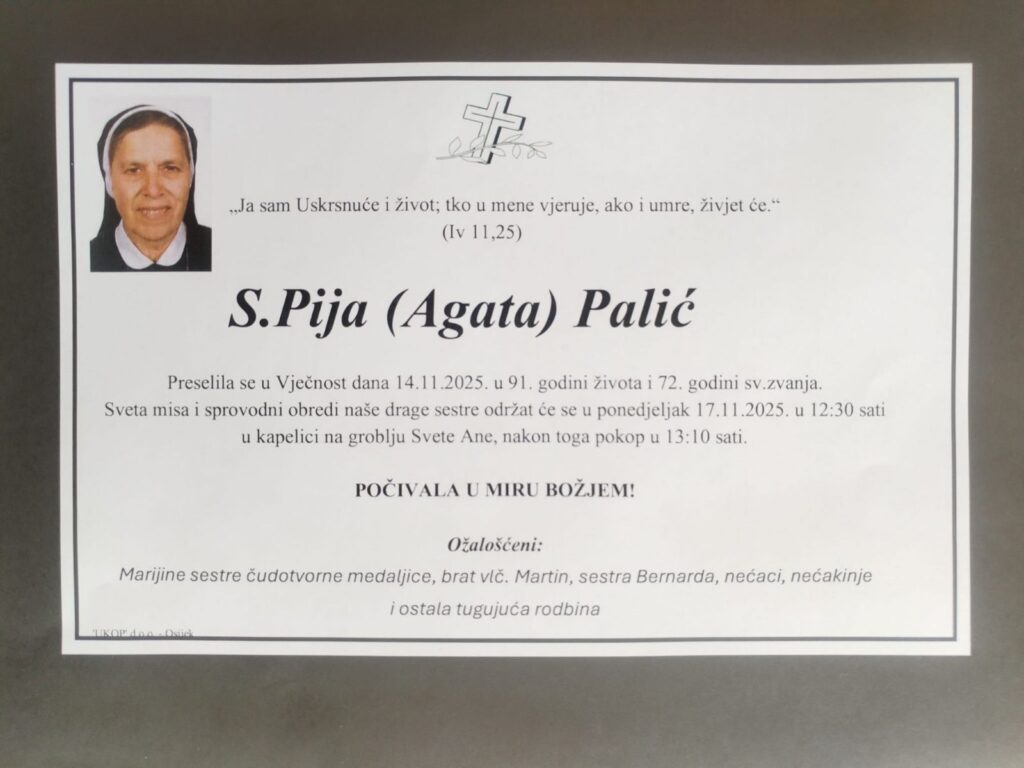 „Ja sam Uskrsnuće i život; tko u mene vjeruje, ako i umre, živjet će.“
(Iv 11,25)
S.Pija (Agata) Palić
Preselila se u Vječnost dana 14.11.2025. u 91. godini života i 72. godini sv.zvanja.
Sveta misa i sprovodni obredi naše drage sestre održat će se u ponedjeljak 17.11.2025. u 12:30 sati
u kapelici na groblju Svete Ane, nakon toga pokop u 13:10 sati.
POČIVALA U MIRU BOŽJEM!
Ožalošćeni:
Marijine sestre čudotvorne medaljice, brat vlč. Martin, sestra Bernarda, nećaci, nećakinje
i ostala tugujuća rodbina
'UKOP' d.o.o. - Osijek